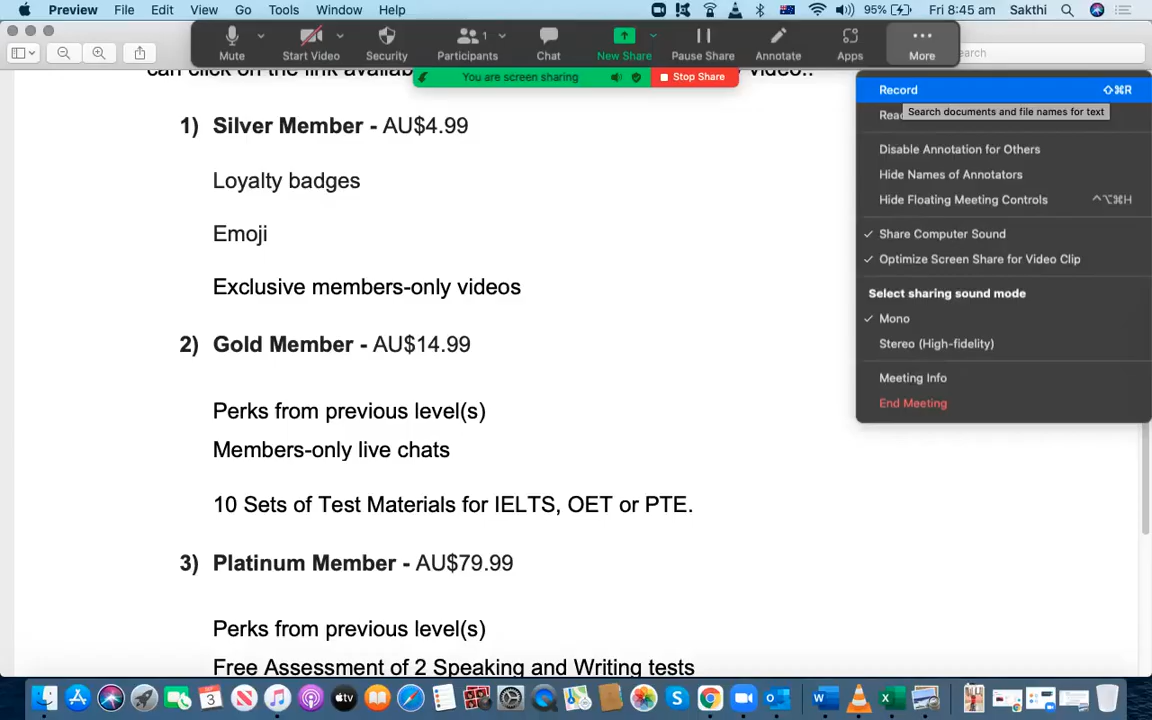 Preview File Edit View Go Tools Window Help 95% Fri 8:45 am Sakthi
Mute Start Video Security Participants 1 Chat New Share Pause Share Annotate Apps More
You are screen sharing Stop Share
1) Silver Member - AU$4.99
Loyalty badges
Emoji
Exclusive members-only videos
2) Gold Member - AU$14.99
Perks from previous level(s)
Members-only live chats
10 Sets of Test Materials for IELTS, OET or PTE.
3) Platinum Member - AU$79.99
Perks from previous level(s)
Free Assessment of 2 Speaking and Writing tests
Record ⇧⌘R
Search documents and file names for text
Disable Annotation for Others
Hide Names of Annotators
Hide Floating Meeting Controls ^⌥⌘H
Share Computer Sound
Optimize Screen Share for Video Clip
Select sharing sound mode
Mono
Stereo (High-fidelity)
Meeting Info
End Meeting